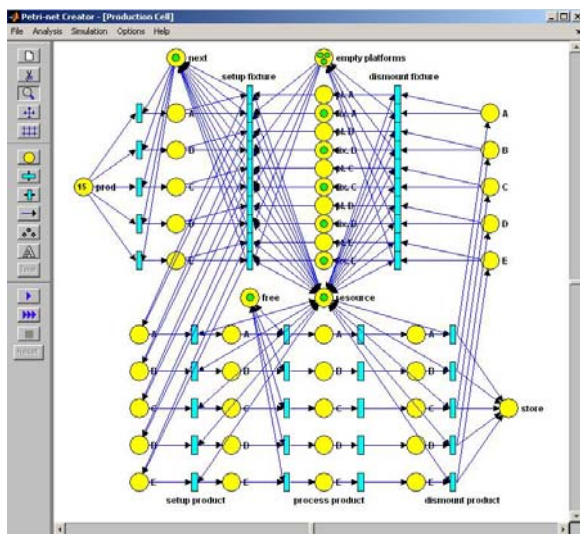 Petri-net Creator - [Production Cell]
File Analysis Simulation Options Help
next
empty platforms
setup fixture
dismount fixture
A
A
D
B
15
prod
C
C
D
D
E
E
free
resource
A
A
A
A
B
B
B
B
C
C
C
C
store
D
D
D
D
E
E
E
E
setup product
process product
dismount product